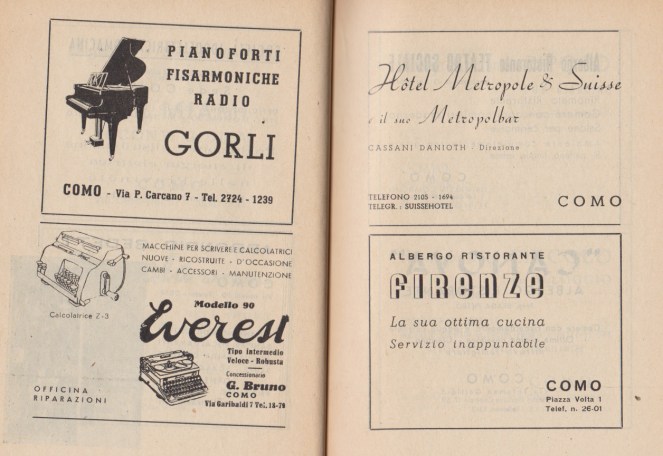 PIANOFORTI
FISARMONICHE
RADIO
GORLI
COMO - Via P. Carcano 7 - Tel. 2724 - 1239
MACCHINE PER SCRIVERE E CALCOLATRICI
NUOVE - RICOSTRUITE - D'OCCASIONE
CAMBI - ACCESSORI - MANUTENZIONE
Calcolatrice Z-3
Modello 90
Everest
Tipo intermedio
Veloce - Robusta
Concessionario
G. Bruno
COMO
Via Garibaldi 7 Tel. 18-79
OFFICINA
RIPARAZIONI
Hôtel Metropole & Suisse
e il suo Metropolbar
CASSANI DANIOTH Direzione
TELEFONO 2105 - 1694
TELEGR. : SUISSEHOTEL
COMO
ALBERGO RISTORANTE
FIRENZE
La sua ottima cucina
Servizio inappuntabile
COMO
Piazza Volta 1
Telef. n. 26-01